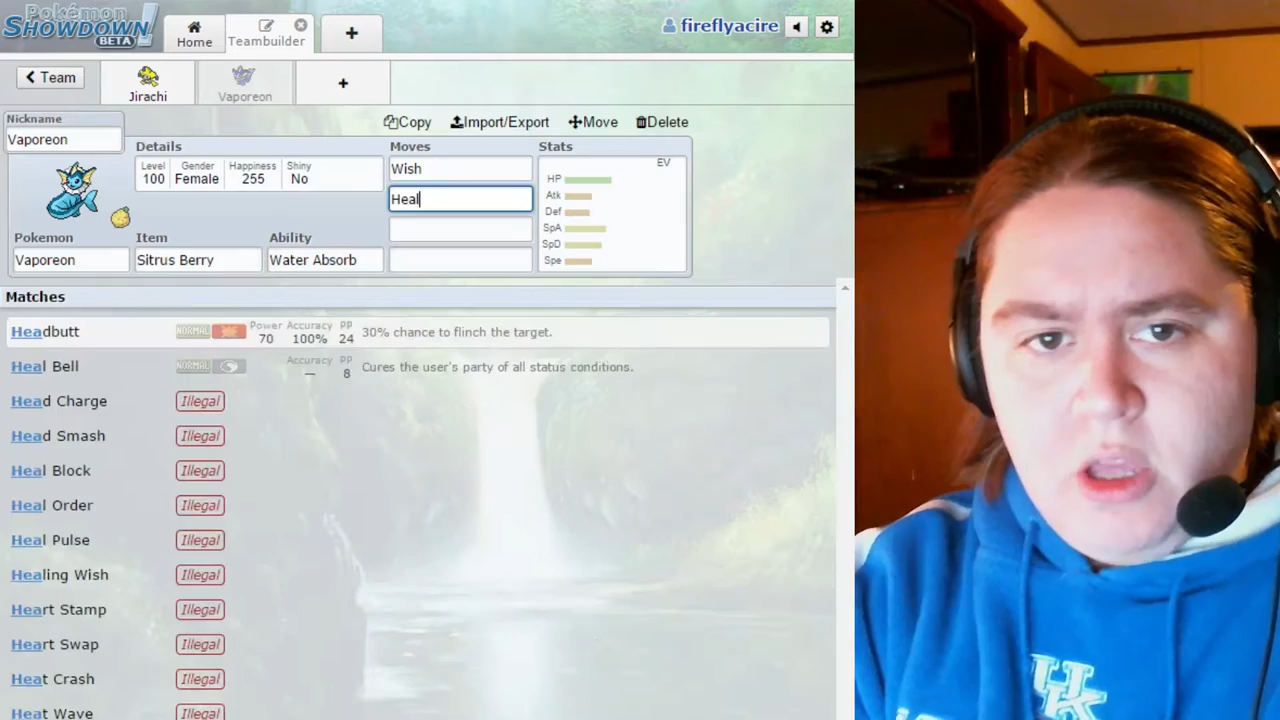 Pokémon
SHOWDOWN!
BETA
Home
Teambuilder
+
fireflyacire
Team
Jirachi
Vaporeon
+
Nickname
Vaporeon
Copy
Import/Export
Move
Delete
Details
Level
100
Gender
Female
Happiness
255
Shiny
No
Moves
Wish
Heal
Stats
EV
HP
Atk
Def
SpA
SpD
Spe
Pokemon
Vaporeon
Item
Sitrus Berry
Ability
Water Absorb
Matches
Headbutt NORMAL Power 70 Accuracy 100% PP 24 30% chance to flinch the target.
Heal Bell NORMAL Accuracy — PP 8 Cures the user's party of all status conditions.
Head Charge Illegal
Head Smash Illegal
Heal Block Illegal
Heal Order Illegal
Heal Pulse Illegal
Healing Wish Illegal
Heart Stamp Illegal
Heart Swap Illegal
Heat Crash Illegal
Heat Wave Illegal
UK